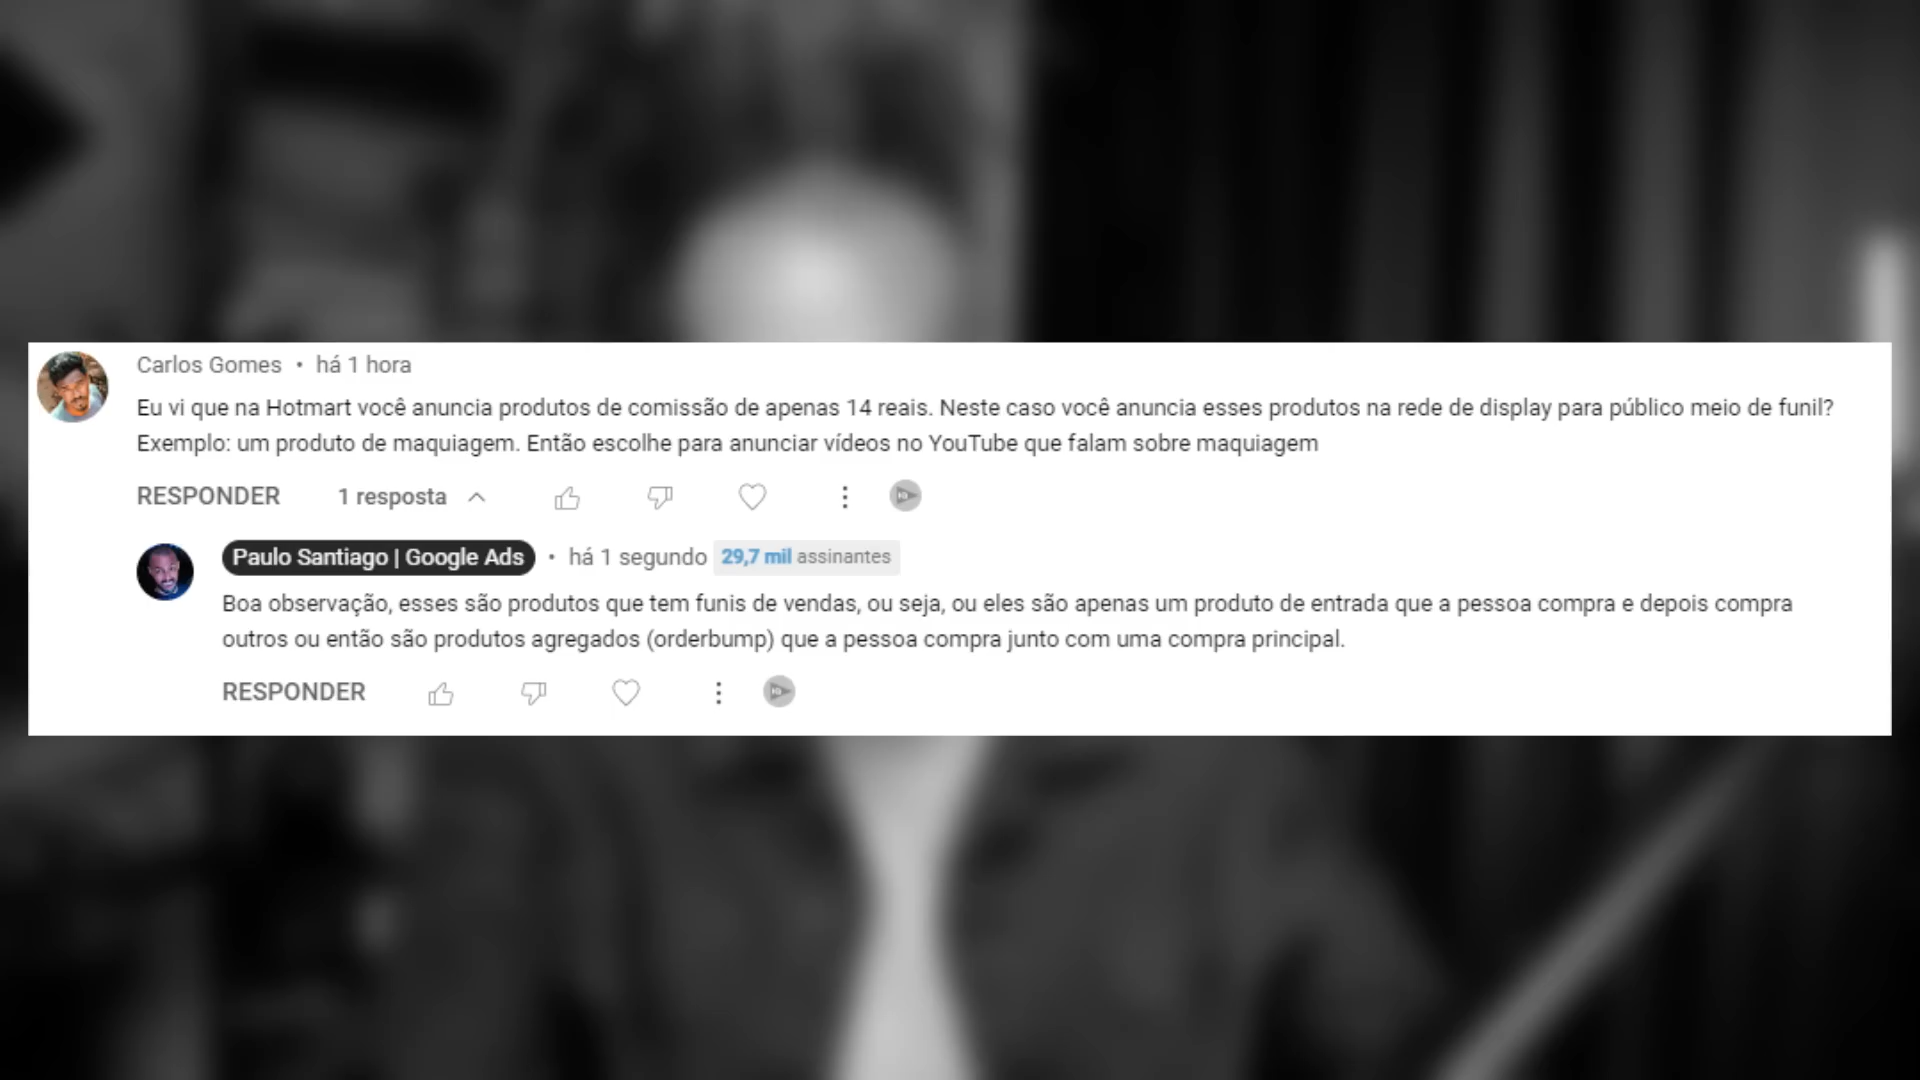 Carlos Gomes • há 1 hora
Eu vi que na Hotmart você anuncia produtos de comissão de apenas 14 reais. Neste caso você anuncia esses produtos na rede de display para público meio de funil?
Exemplo: um produto de maquiagem. Então escolhe para anunciar vídeos no YouTube que falam sobre maquiagem
RESPONDER 1 resposta
Paulo Santiago | Google Ads • há 1 segundo 29,7 mil assinantes
Boa observação, esses são produtos que tem funis de vendas, ou seja, ou eles são apenas um produto de entrada que a pessoa compra e depois compra
outros ou então são produtos agregados (orderbump) que a pessoa compra junto com uma compra principal.
RESPONDER